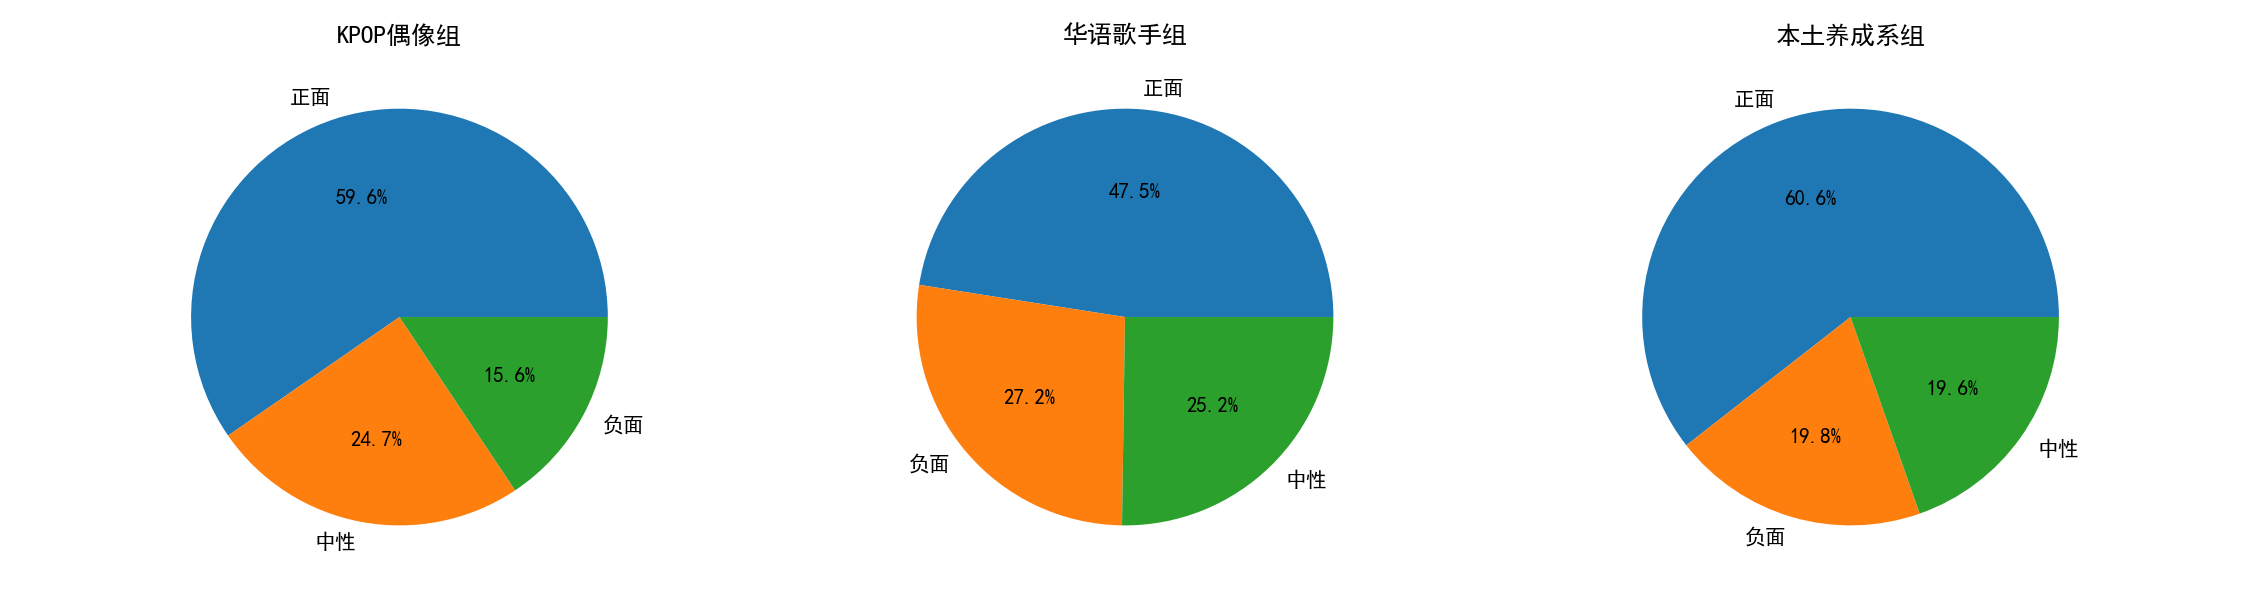 KPOP偶像组
正面
59.6%
15.6%
负面
24.7%
中性
华语歌手组
正面
47.5%
27.2%
25.2%
负面
中性
本土养成系组
正面
60.6%
19.6%
19.8%
中性
负面